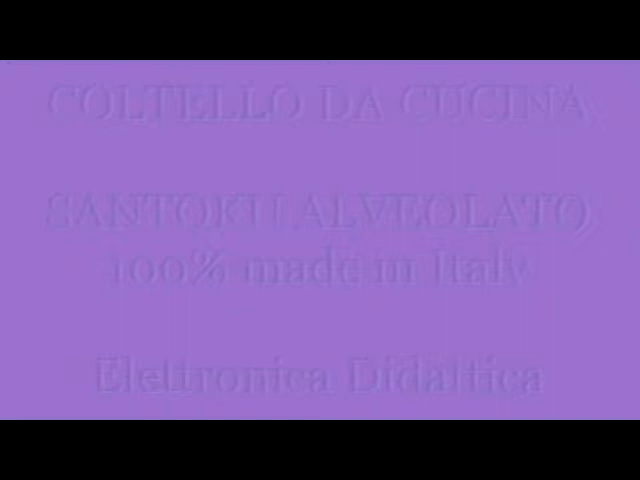 COLTELLO DA CUCINA
SANTOKU ALVEOLATO
100% made in Italy
Elettronica Didattica